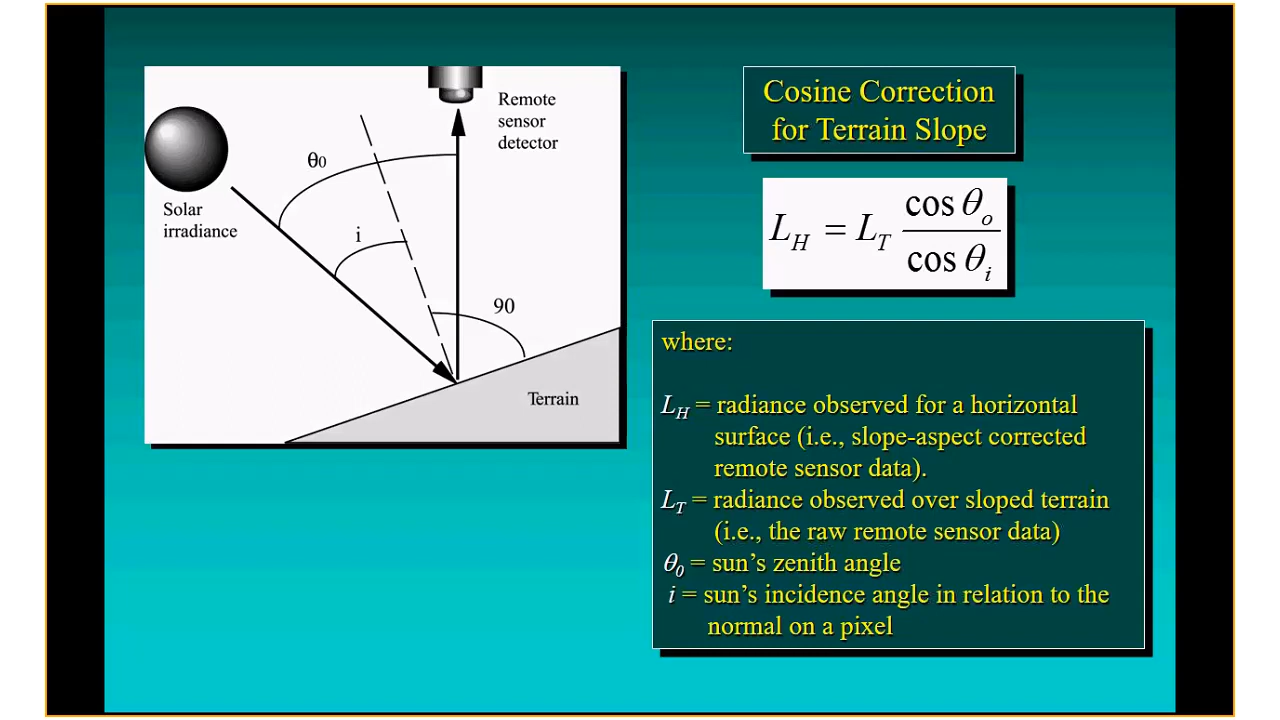 Cosine Correction
for Terrain Slope
Remote
sensor
detector
θ0
Solar
irradiance
i
90
Terrain
L_H = L_T cos θ_o / cos θ_i
where:
L_H = radiance observed for a horizontal
surface (i.e., slope-aspect corrected
remote sensor data).
L_T = radiance observed over sloped terrain
(i.e., the raw remote sensor data)
θ_0 = sun’s zenith angle
i = sun’s incidence angle in relation to the
normal on a pixel